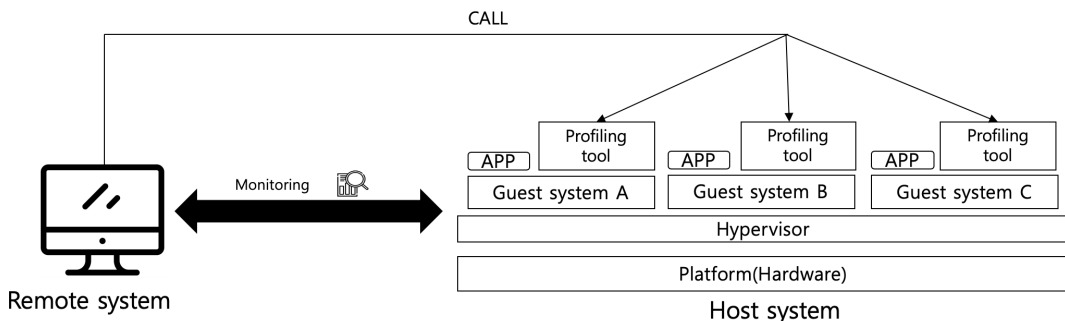 CALL
Profiling
tool
Profiling
tool
Profiling
tool
APP
APP
APP
Monitoring
Guest system A
Guest system B
Guest system C
Hypervisor
Platform(Hardware)
Remote system
Host system